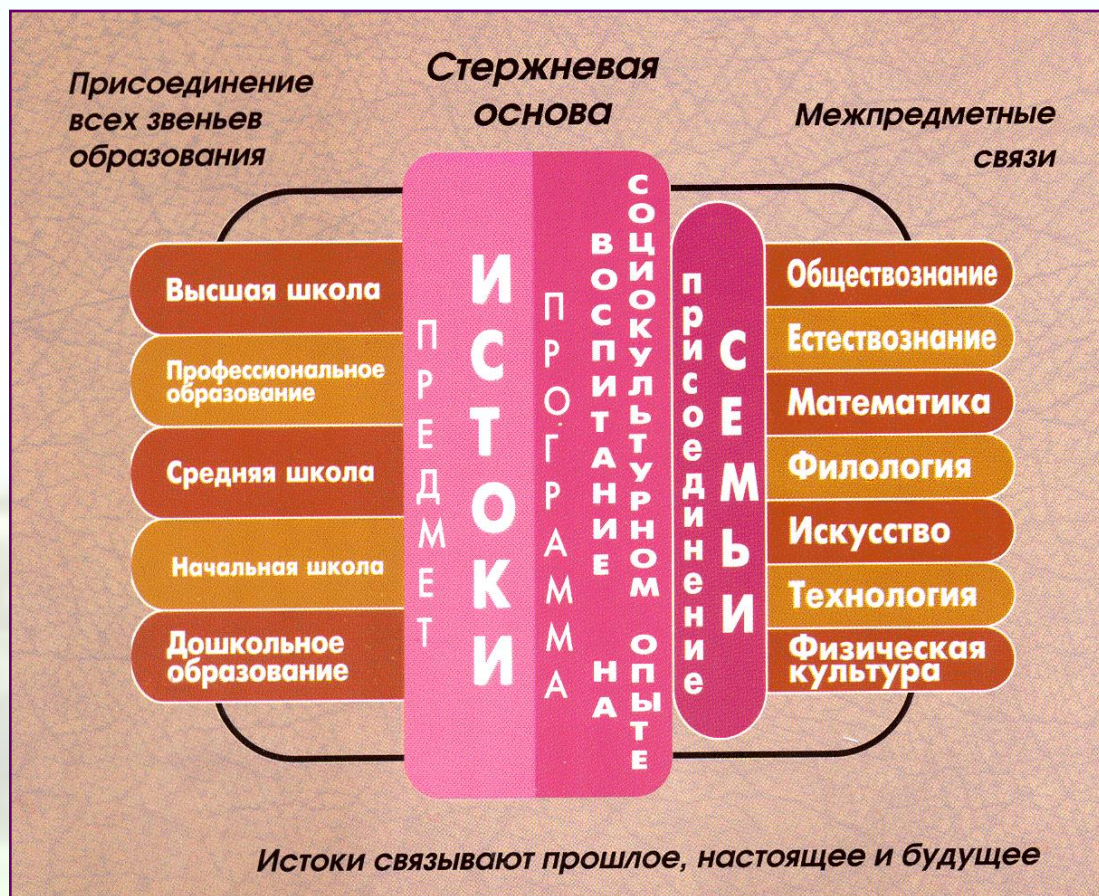 Присоединение
всех звеньев
образования
Стержневая
основа
Межпредметные
связи
Высшая школа
Профессиональное
образование
Средняя школа
Начальная школа
Дошкольное
образование
ПРЕДМЕТ
ИСТОКИ
ПРОГРАММА
ВОСПИТАНИЕ НА
СОЦИОКУЛЬТУРНОМ ОПЫТЕ
присоединение
СЕМЬИ
Обществознание
Естествознание
Математика
Филология
Искусство
Технология
Физическая
культура
Истоки связывают прошлое, настоящее и будущее